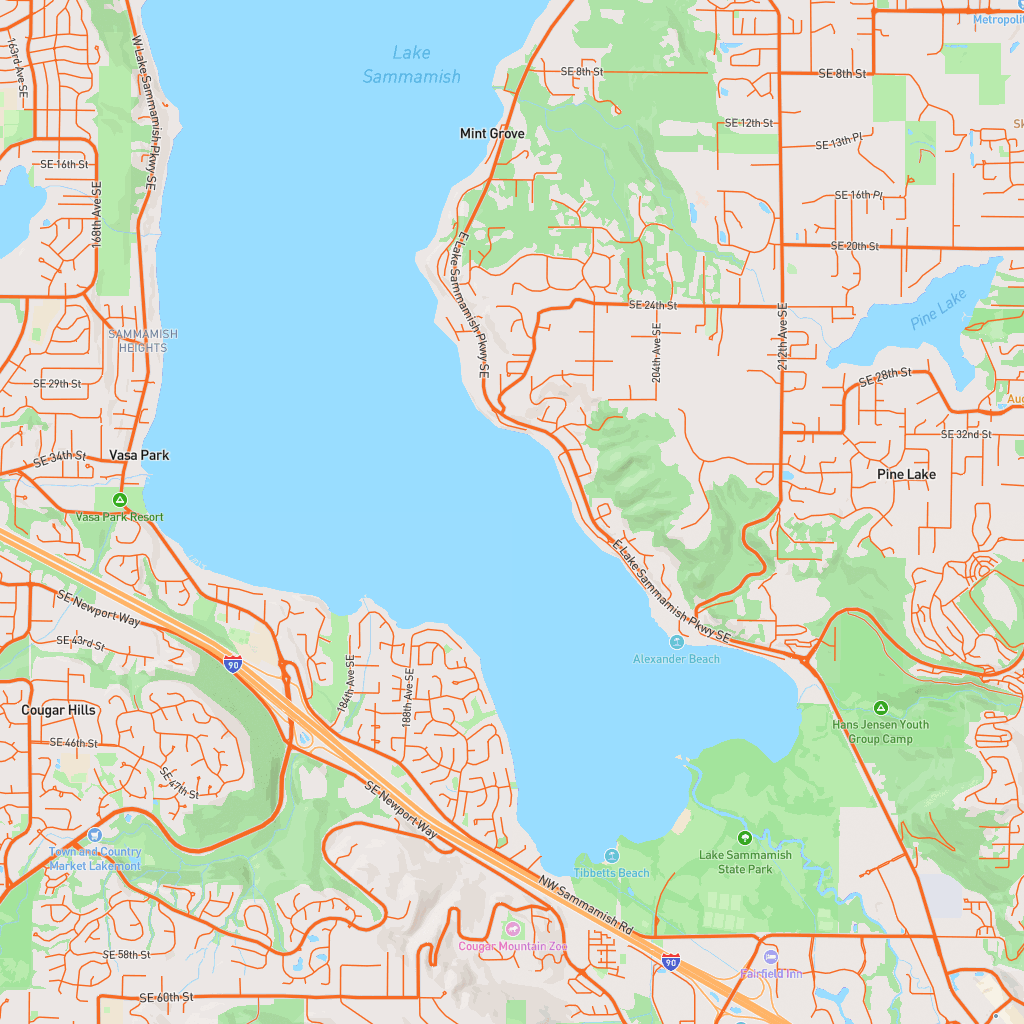 Metropolit
Lake
Sammamish
163rd Ave SE
W Lake Sammamish Pkwy SE
SE 8th St
SE 8th St
Mint Grove
SE 12th St
SE 13th Pl
Sk
SE 16th St
168th Ave SE
SE 16th Pl
E Lake Sammamish Pkwy SE
SE 20th St
SE 24th St
Pine Lake
SAMMAMISH
HEIGHTS
204th Ave SE
212th Ave SE
SE 28th St
SE 29th St
Aug
SE 32nd St
SE 34th St
Vasa Park
Pine Lake
Vasa Park Resort
E Lake Sammamish Pkwy SE
SE Newport Way
SE 43rd St
90
Alexander Beach
184th Ave SE
188th Ave SE
Cougar Hills
Hans Jensen Youth
Group Camp
SE 46th St
SE 47th St
SE Newport Way
Town and Country
Market Lakemont
Lake Sammamish
State Park
Tibbetts Beach
NW Sammamish Rd
SE 58th St
Cougar Mountain Zoo
90
Fairfield Inn
SE 60th St